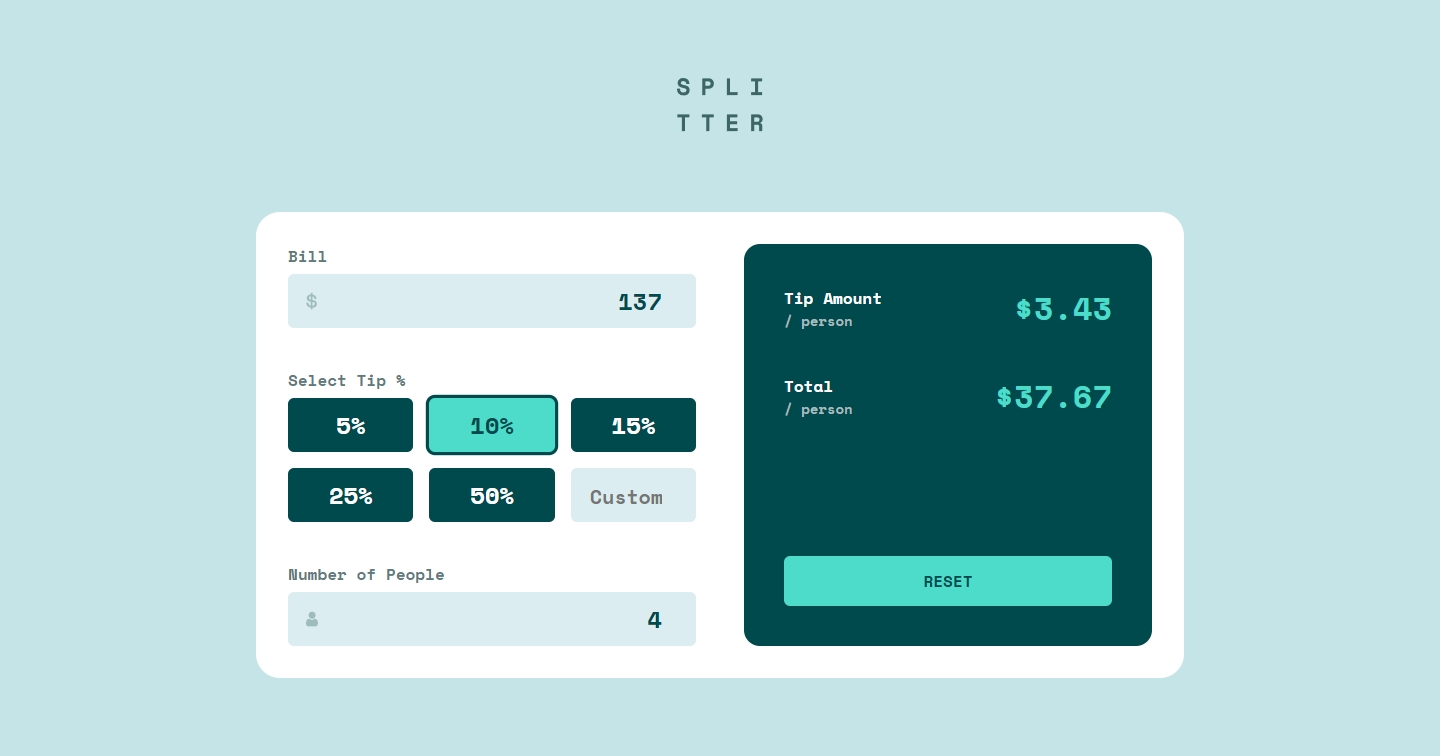 SPLI
TTER
Bill
$ 137
Select Tip %
5% 10% 15%
25% 50% Custom
Number of People
4
Tip Amount
/ person
$3.43
Total
/ person
$37.67
RESET